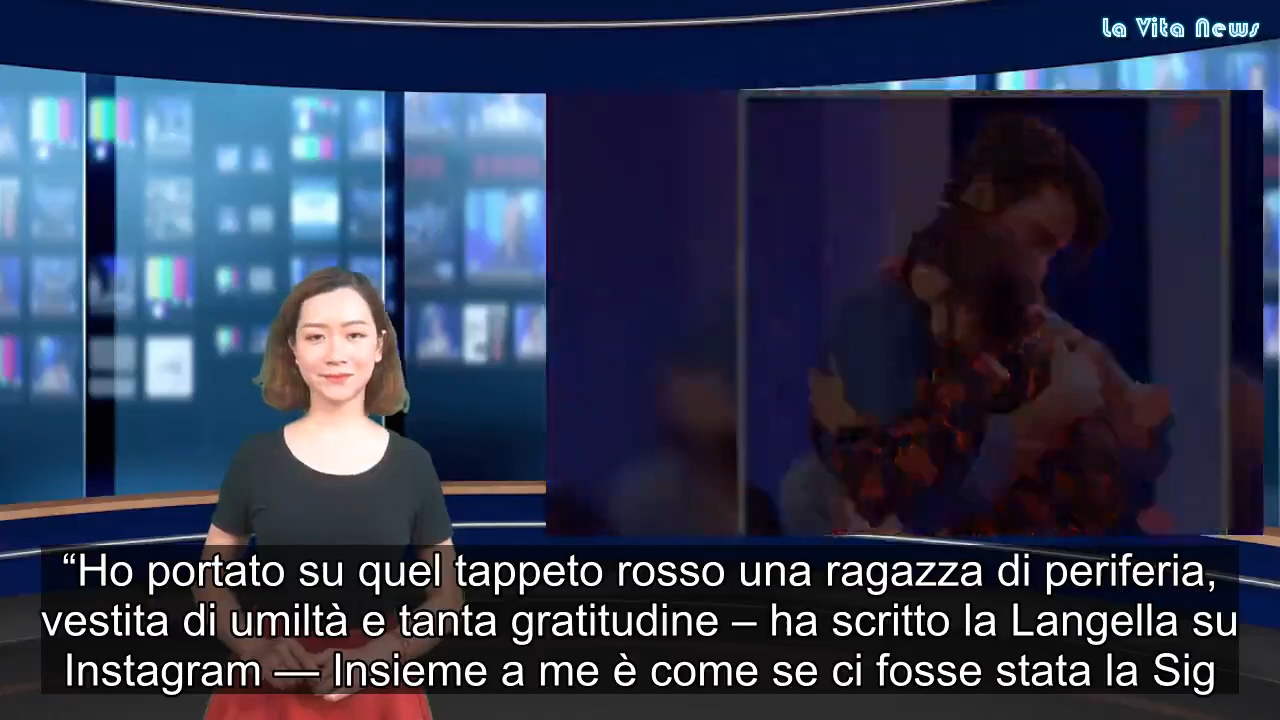 La Vita News
“Ho portato su quel tappeto rosso una ragazza di periferia,
vestita di umiltà e tanta gratitudine – ha scritto la Langella su
Instagram –– Insieme a me è come se ci fosse stata la Sig